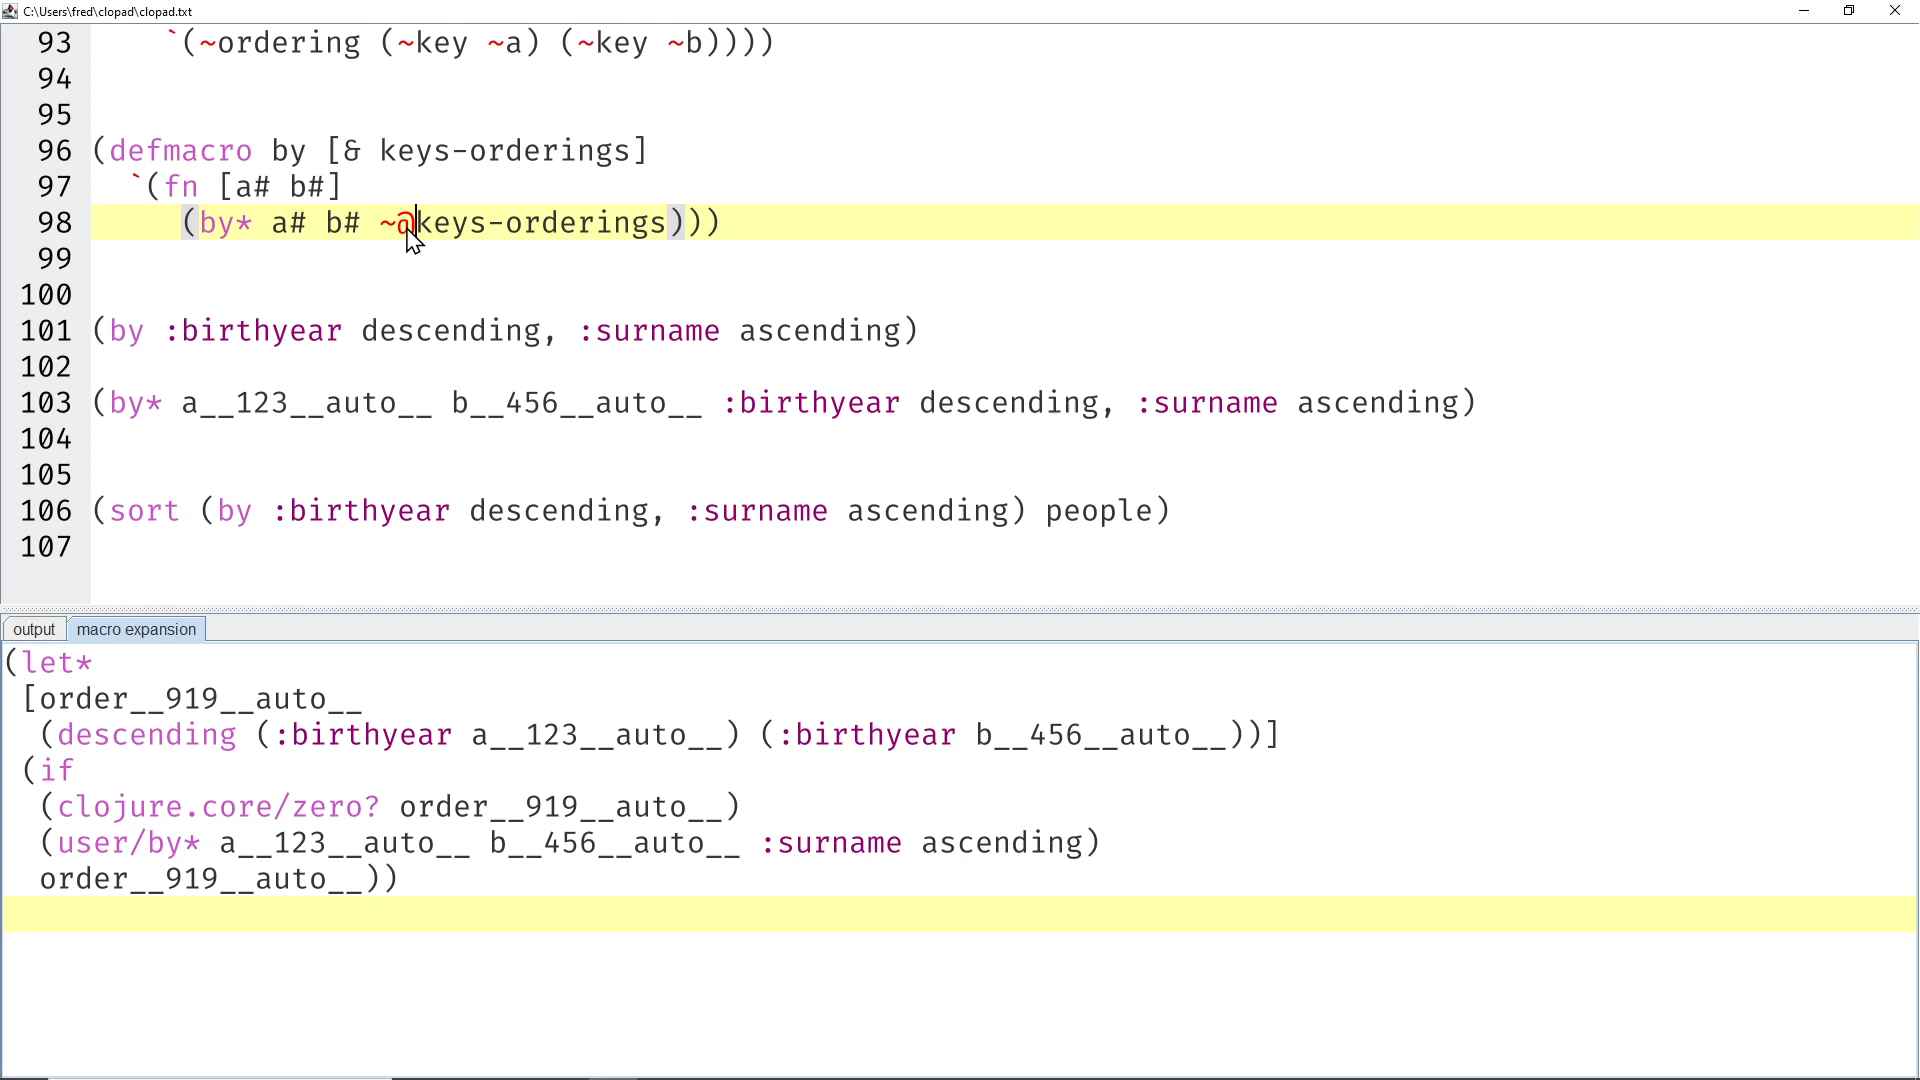 C:\Users\fred\clopad\clopad.txt
93 `(~ordering (~key ~a) (~key ~b))))
94
95
96 (defmacro by [& keys-orderings]
97 `(fn [a# b#]
98 (by* a# b# ~@keys-orderings)))
99
100
101 (by :birthyear descending, :surname ascending)
102
103 (by* a__123__auto__ b__456__auto__ :birthyear descending, :surname ascending)
104
105
106 (sort (by :birthyear descending, :surname ascending) people)
107
output macro expansion
(let*
[order__919__auto__
(descending (:birthyear a__123__auto__) (:birthyear b__456__auto__))]
(if
(clojure.core/zero? order__919__auto__)
(user/by* a__123__auto__ b__456__auto__ :surname ascending)
order__919__auto__))